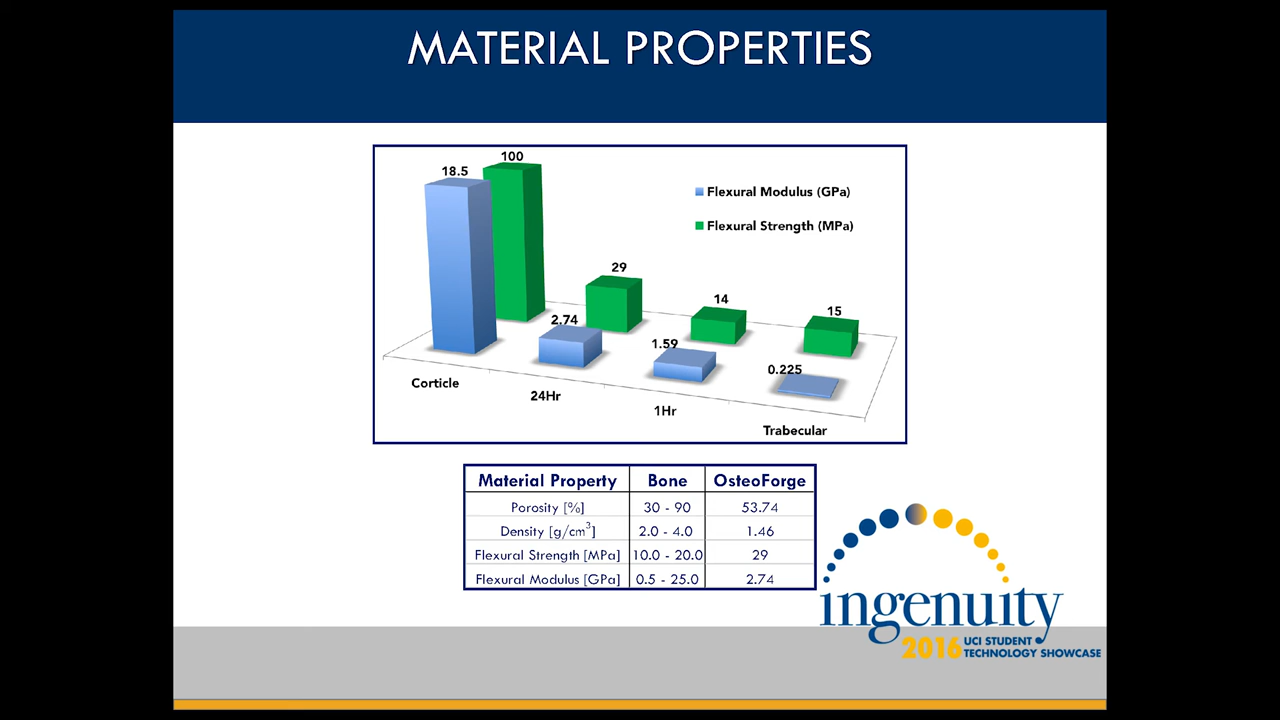 MATERIAL PROPERTIES
100
18.5
Flexural Modulus (GPa)
Flexural Strength (MPa)
29
14
15
2.74
1.59
0.225
Corticle
24Hr
1Hr
Trabecular
Material Property Bone OsteoForge
Porosity [%] 30 - 90 53.74
Density [g/cm³] 2.0 - 4.0 1.46
Flexural Strength [MPa] 10.0 - 20.0 29
Flexural Modulus [GPa] 0.5 - 25.0 2.74
ingenuity
2016 UCI STUDENT
TECHNOLOGY SHOWCASE